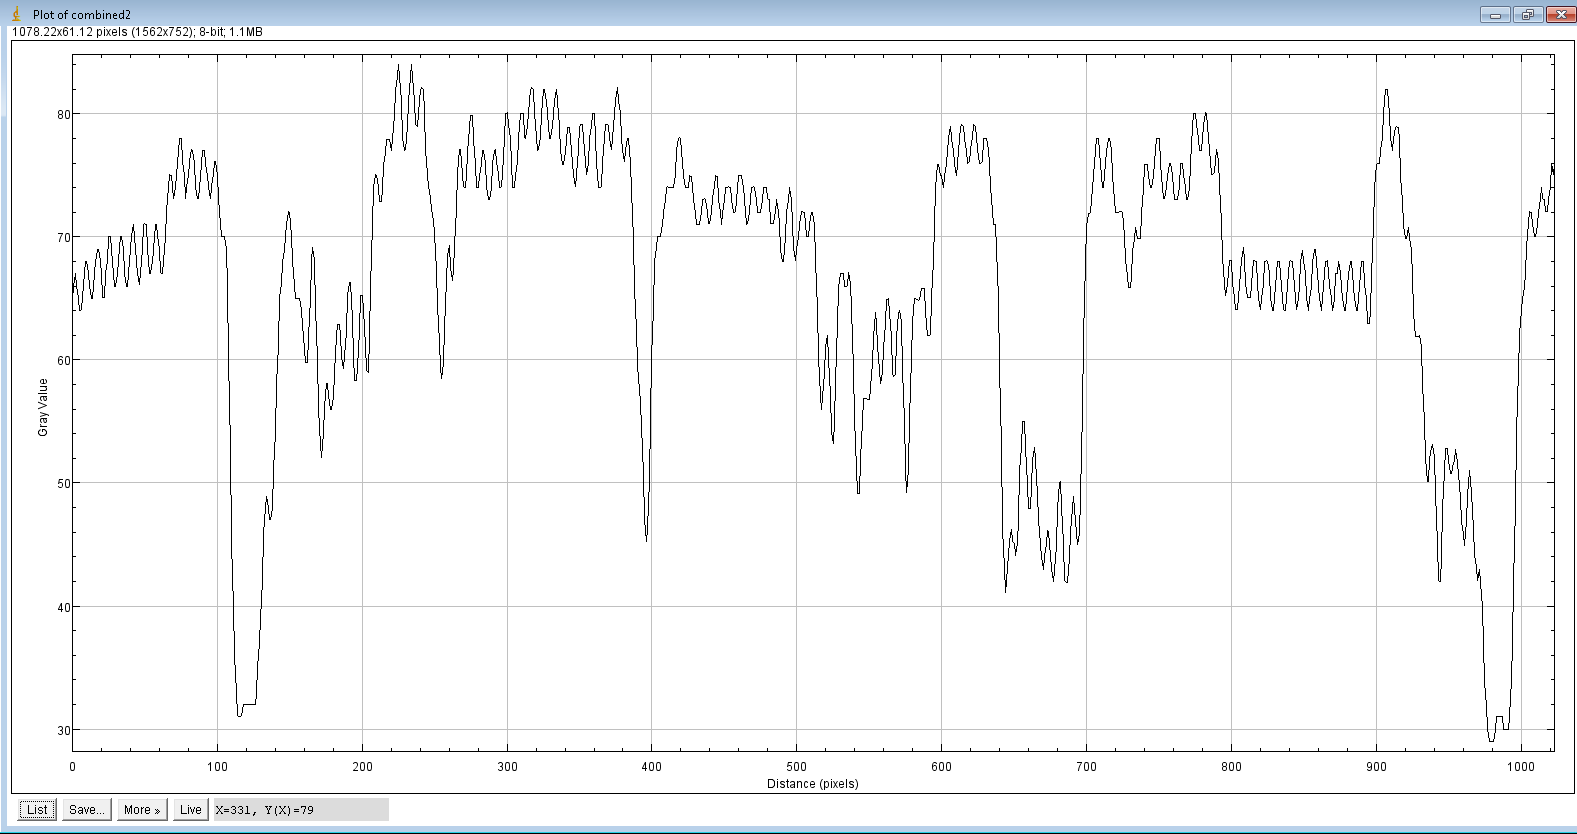 Plot of combined2
1078.22x61.12 pixels (1562x752); 8-bit; 1.1MB
80
70
60
50
40
30
Gray Value
0 100 200 300 400 500 600 700 800 900 1000
Distance (pixels)
List Save... More » Live X=331, Y(X)=79